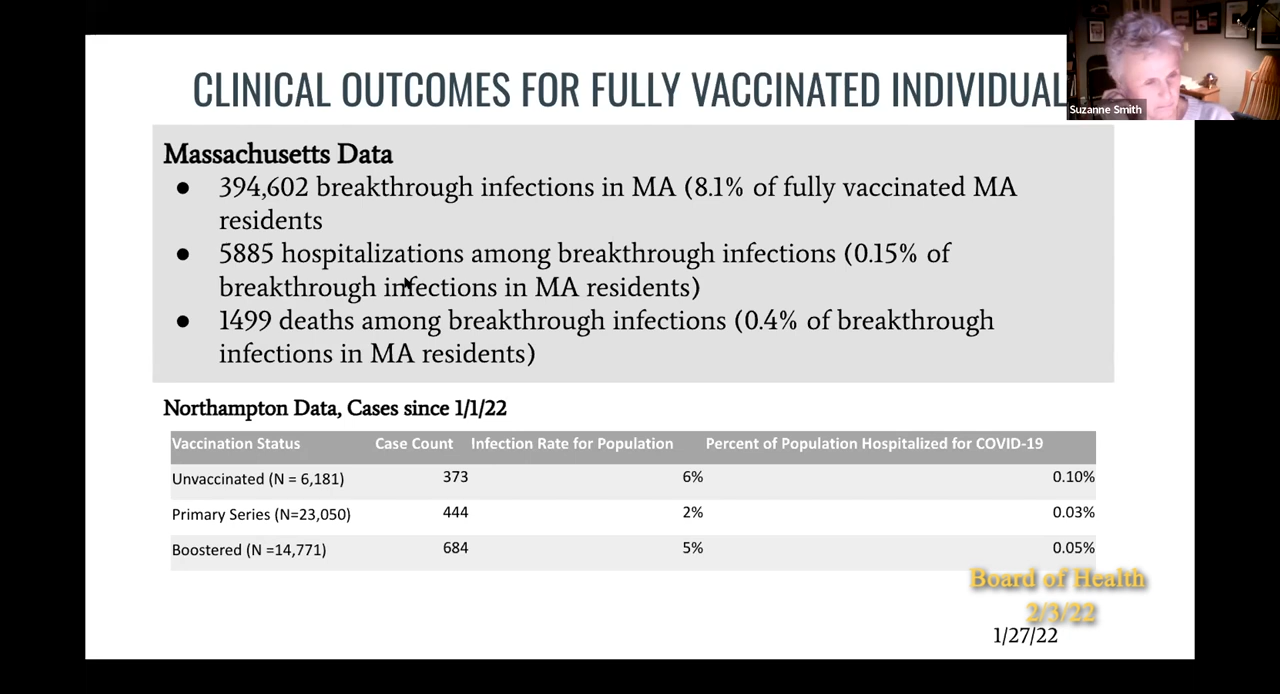 CLINICAL OUTCOMES FOR FULLY VACCINATED INDIVIDUAL
Suzanne Smith
Massachusetts Data
● 394,602 breakthrough infections in MA (8.1% of fully vaccinated MA
residents
● 5885 hospitalizations among breakthrough infections (0.15% of
breakthrough infections in MA residents)
● 1499 deaths among breakthrough infections (0.4% of breakthrough
infections in MA residents)
Northampton Data, Cases since 1/1/22
Vaccination Status Case Count Infection Rate for Population Percent of Population Hospitalized for COVID-19
Unvaccinated (N = 6,181) 373 6% 0.10%
Primary Series (N=23,050) 444 2% 0.03%
Boostered (N =14,771) 684 5% 0.05%
Board of Health
2/3/22
1/27/22